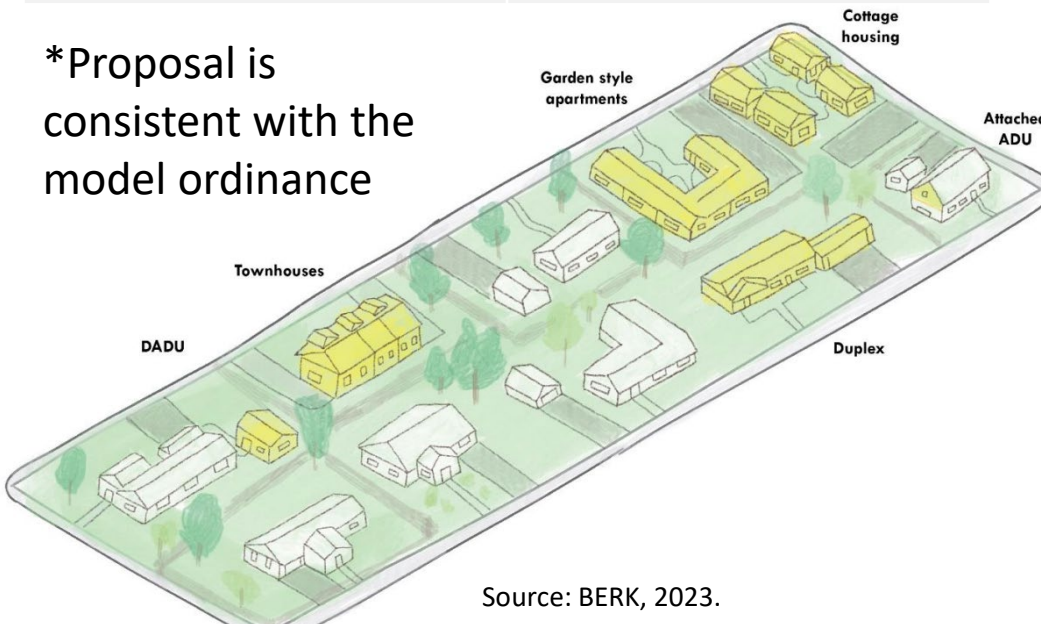 *Proposal is
consistent with the
model ordinance
Cottage
housing
Garden style
apartments
Attached
ADU
Townhouses
DADU
Duplex
Source: BERK, 2023.